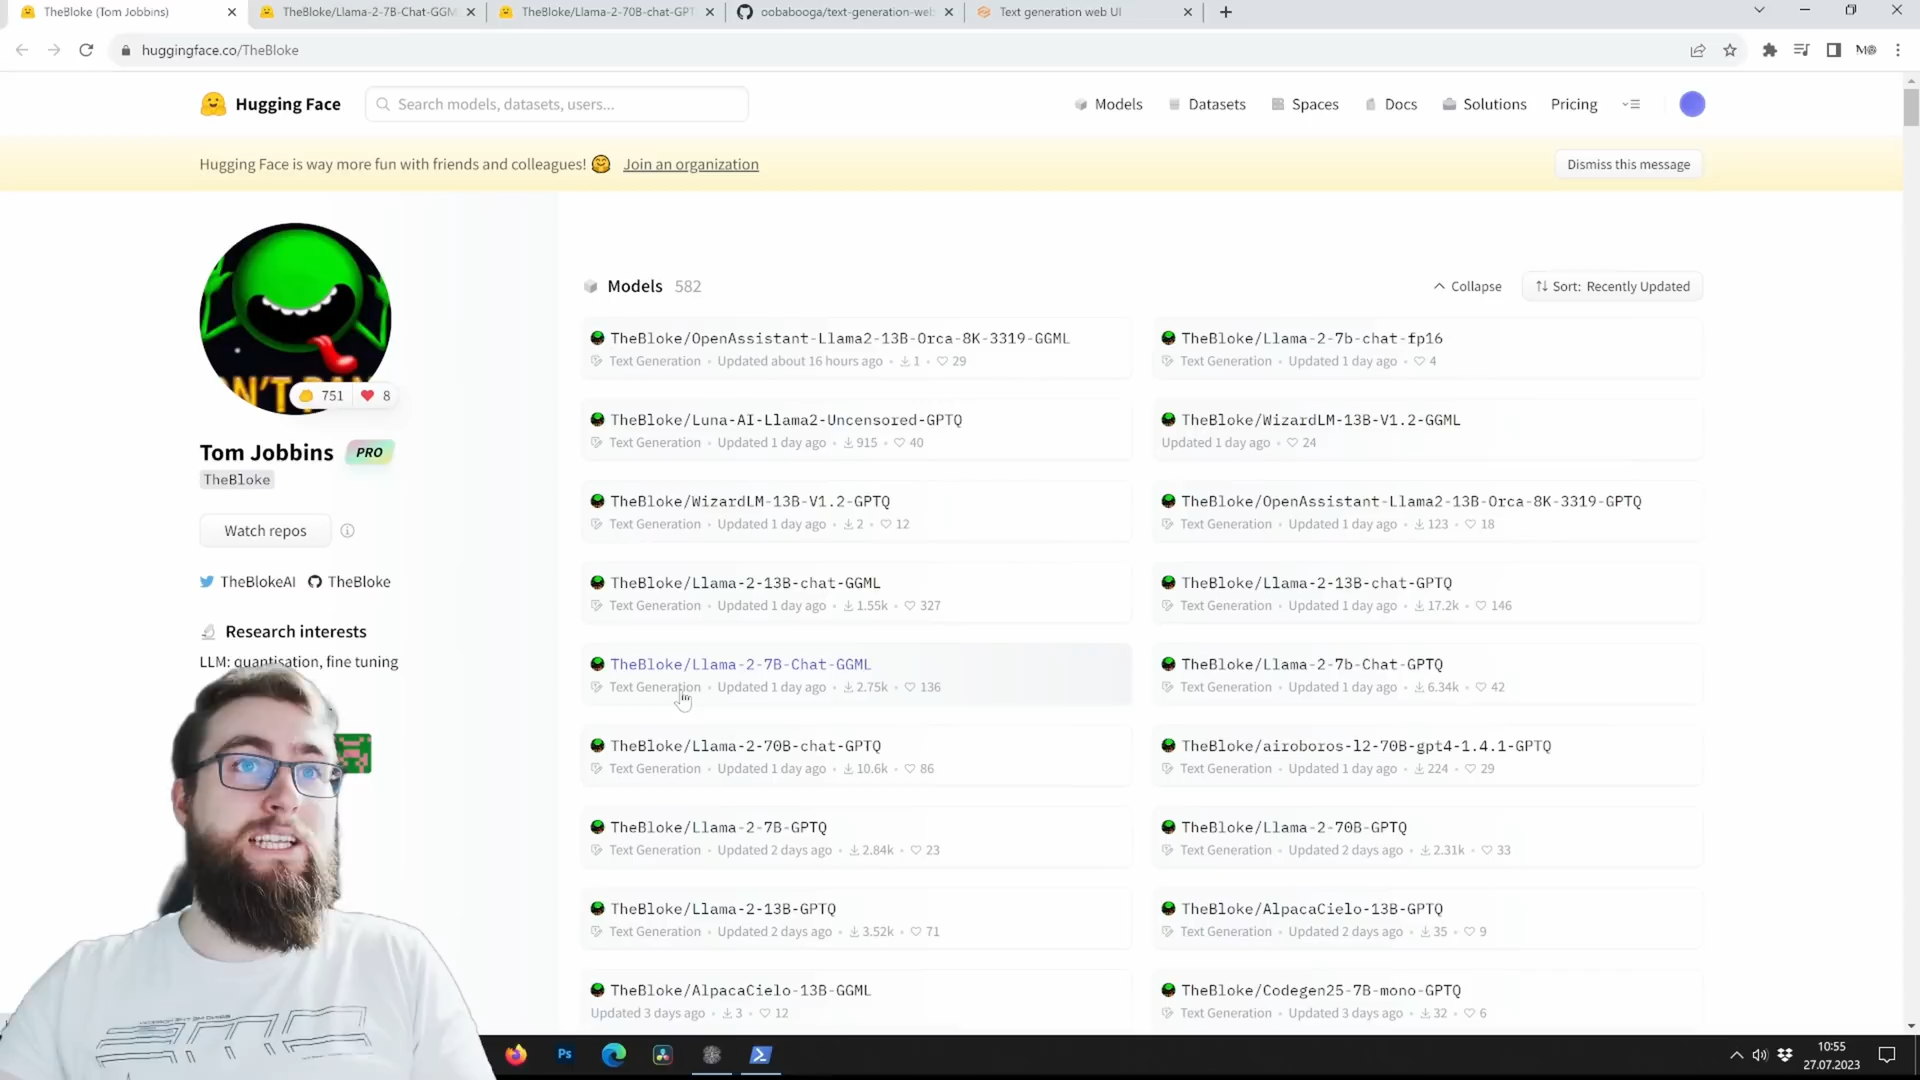 TheBloke (Tom Jobbins)
TheBloke/Llama-2-7B-Chat-GGM
TheBloke/Llama-2-70B-chat-GPT
oobabooga/text-generation-web
Text generation web UI
huggingface.co/TheBloke
Hugging Face
Search models, datasets, users...
Models
Datasets
Spaces
Docs
Solutions
Pricing
Hugging Face is way more fun with friends and colleagues! 🤗 Join an organization
Dismiss this message
N'T
751
8
Tom Jobbins PRO
TheBloke
Watch repos
TheBlokeAI
TheBloke
Research interests
LLM: quantisation, fine tuning
Models 582
Collapse
Sort: Recently Updated
TheBloke/OpenAssistant-Llama2-13B-Orca-8K-3319-GGML
Text Generation • Updated about 16 hours ago • 1 • 29
TheBloke/Llama-2-7b-chat-fp16
Text Generation • Updated 1 day ago • 4
TheBloke/Luna-AI-Llama2-Uncensored-GPTQ
Text Generation • Updated 1 day ago • 915 • 40
TheBloke/WizardLM-13B-V1.2-GGML
Updated 1 day ago • 24
TheBloke/WizardLM-13B-V1.2-GPTQ
Text Generation • Updated 1 day ago • 2 • 12
TheBloke/OpenAssistant-Llama2-13B-Orca-8K-3319-GPTQ
Text Generation • Updated 1 day ago • 123 • 18
TheBloke/Llama-2-13B-chat-GGML
Text Generation • Updated 1 day ago • 1.55k • 327
TheBloke/Llama-2-13B-chat-GPTQ
Text Generation • Updated 1 day ago • 17.2k • 146
TheBloke/Llama-2-7B-Chat-GGML
Text Generation • Updated 1 day ago • 2.75k • 136
TheBloke/Llama-2-7b-Chat-GPTQ
Text Generation • Updated 1 day ago • 6.34k • 42
TheBloke/Llama-2-70B-chat-GPTQ
Text Generation • Updated 1 day ago • 10.6k • 86
TheBloke/airoboros-l2-70B-gpt4-1.4.1-GPTQ
Text Generation • Updated 1 day ago • 224 • 29
TheBloke/Llama-2-7B-GPTQ
Text Generation • Updated 2 days ago • 2.84k • 23
TheBloke/Llama-2-70B-GPTQ
Text Generation • Updated 2 days ago • 2.31k • 33
TheBloke/Llama-2-13B-GPTQ
Text Generation • Updated 2 days ago • 3.52k • 71
TheBloke/AlpacaCielo-13B-GPTQ
Text Generation • Updated 2 days ago • 35 • 9
TheBloke/AlpacaCielo-13B-GGML
Updated 3 days ago • 3 • 12
TheBloke/Codegen25-7B-mono-GPTQ
Text Generation • Updated 3 days ago • 32 • 6
Ps
10:55
27.07.2023